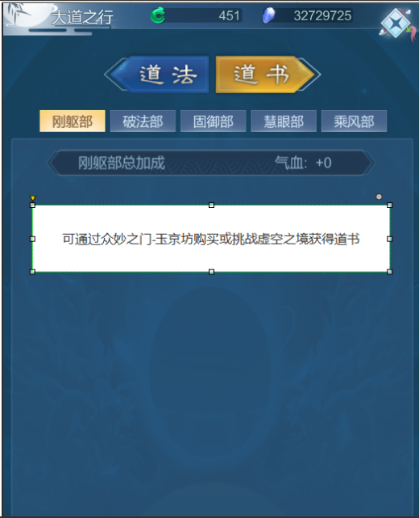 大道之行 451 32729725
道法 道书
刚躯部 破法部 固御部 慧眼部 乘风部
刚躯部总加成 气血: +0
可通过众妙之门-玉京坊购买或挑战虚空之境获得道书